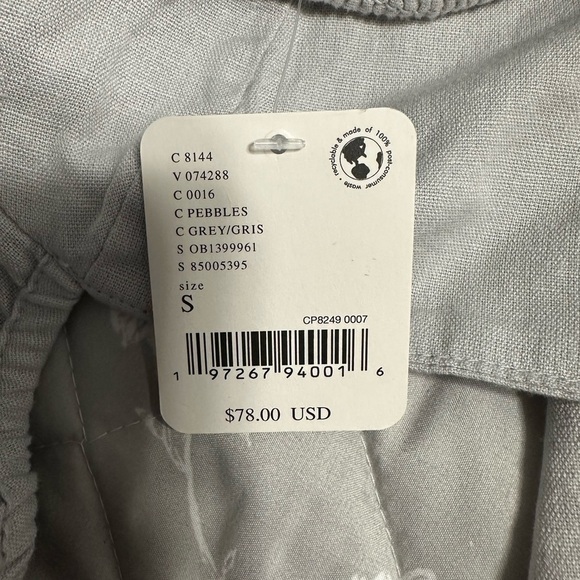 C 8144
V 074288
C 0016
C PEBBLES
C GREY/GRIS
S OB1399961
S 85005395
size
S
recyclable & made of 100% post-consumer waste •
CP8249 0007
1 97267 94001 6
$78.00 USD